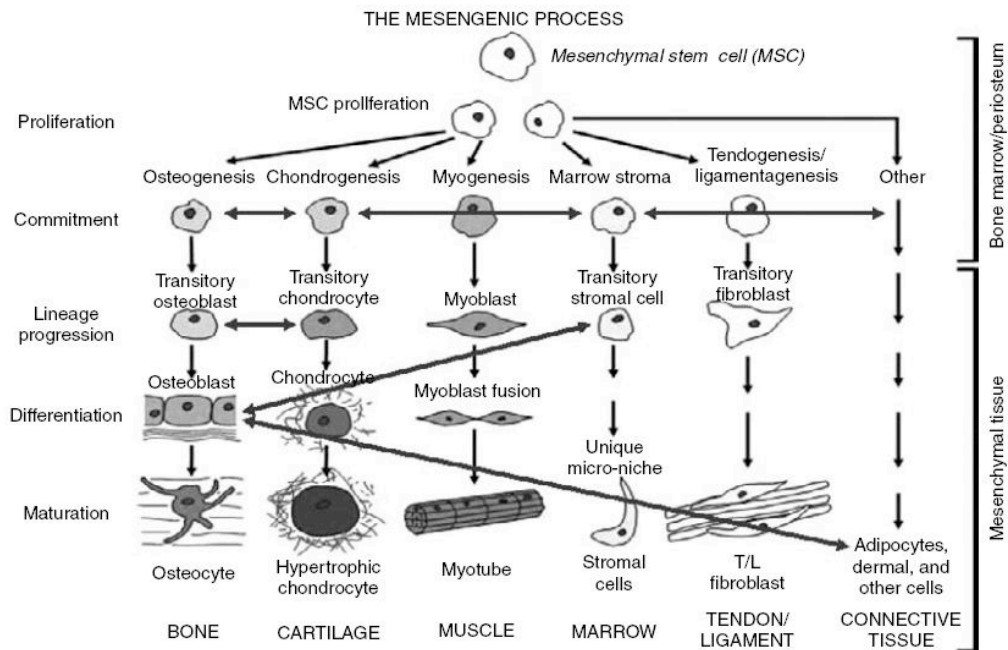 THE MESENGENIC PROCESS
Mesenchymal stem cell (MSC)
MSC prolIferation
Proliferation
Osteogenesis
Chondrogenesis
Myogenesis
Marrow stroma
Tendogenesis/
ligamentagenesis
Other
Commitment
Bone marrow/periosteum
Transitory
osteoblast
Transitory
chondrocyte
Myoblast
Transitory
stromal cell
Transitory
fibroblast
Lineage
progression
Osteoblast
Chondrocyte
Myoblast fusion
Differentiation
Unique
micro-niche
Maturation
Mesenchymal tissue
Osteocyte
Hypertrophic
chondrocyte
Myotube
Stromal
cells
T/L
fibroblast
Adipocytes,
dermal, and
other cells
BONE
CARTILAGE
MUSCLE
MARROW
TENDON/
LIGAMENT
CONNECTIVE
TISSUE